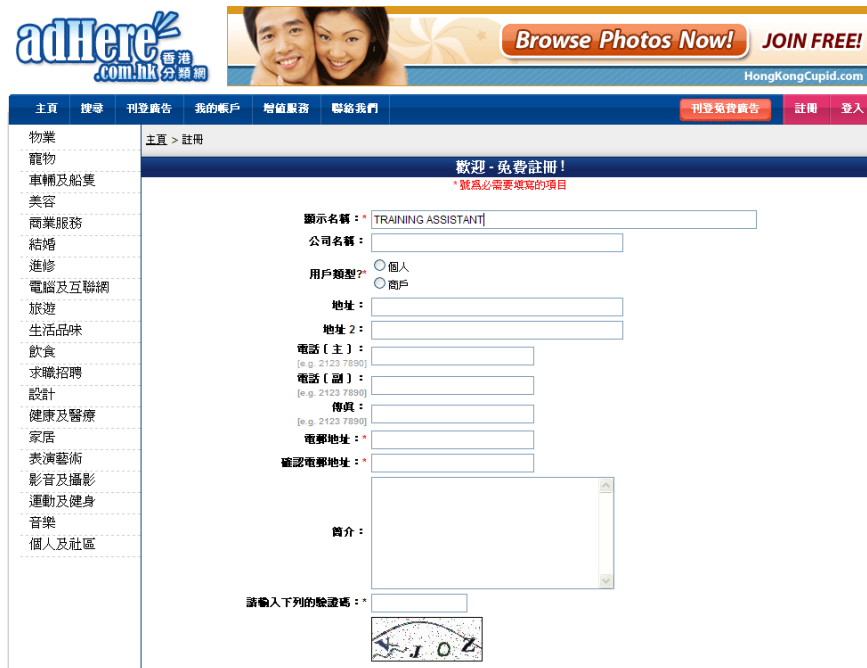 adHere
香港
.com.hk 分類網
Browse Photos Now!
JOIN FREE!
HongKongCupid.com
主頁
搜尋
刊登廣告
我的帳戶
增值服務
聯絡我們
刊登免費廣告
註冊
登入
物業
寵物
車輛及船隻
美容
商業服務
結婚
進修
電腦及互聯網
旅遊
生活品味
飲食
求職招聘
設計
健康及醫療
家居
表演藝術
影音及攝影
運動及健身
音樂
個人及社區
主頁 > 註冊
歡迎 - 免費註冊 !
*號為必需要填寫的項目
顯示名稱：* TRAINING ASSISTANT
公司名稱：
用戶類型?* 個人
商戶
地址：
地址 2：
電話〔主〕：
[e.g. 2123 7890]
電話〔副〕：
[e.g. 2123 7890]
傳真：
[e.g. 2123 7890]
電郵地址：*
確認電郵地址：*
簡介：
請輸入下列的驗證碼：*